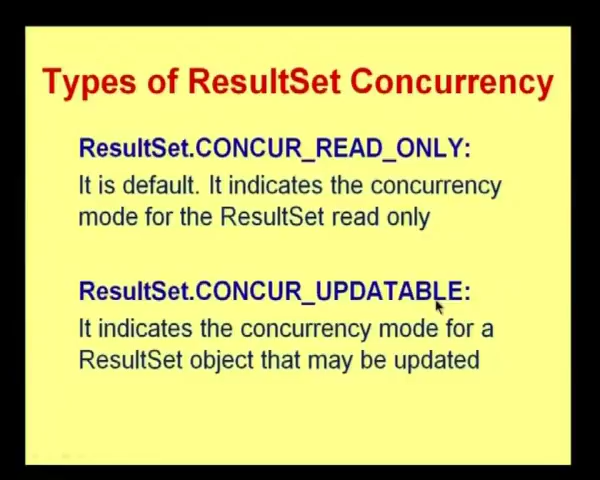 Types of ResultSet Concurrency
ResultSet.CONCUR_READ_ONLY:
It is default. It indicates the concurrency
mode for the ResultSet read only
ResultSet.CONCUR_UPDATABLE:
It indicates the concurrency mode for a
ResultSet object that may be updated